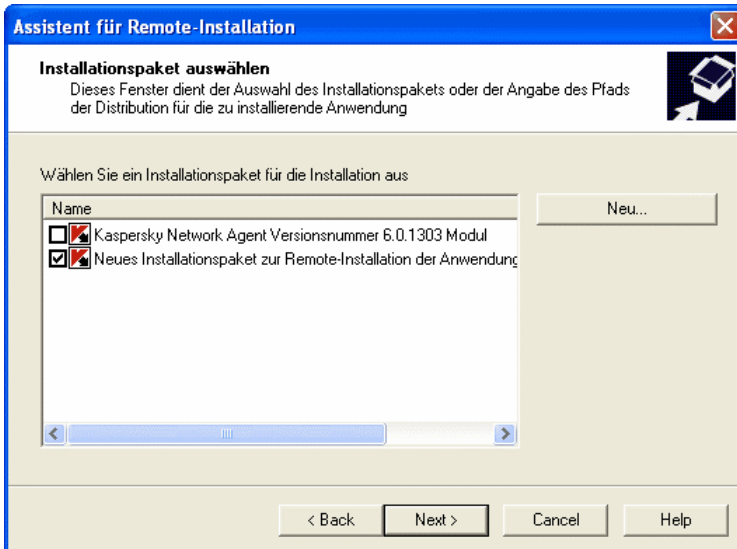 Assistent für Remote-Installation
Installationspaket auswählen
Dieses Fenster dient der Auswahl des Installationspakets oder der Angabe des Pfads
der Distribution für die zu installierende Anwendung
Wählen Sie ein Installationspaket für die Installation aus
Name
Neu...
Kaspersky Network Agent Versionsnummer 6.0.1303 Modul
Neues Installationspaket zur Remote-Installation der Anwendung
< Back Next > Cancel Help